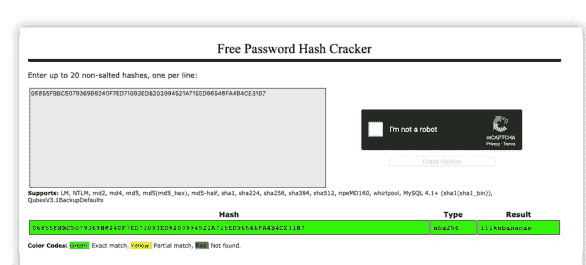 Free Password Hash Cracker
Enter up to 20 non-salted hashes, one per line:
I'm not a robot
reCAPTCHA
Privacy - Terms
Crack Hashes
Supports: LM, NTLM, md2, md4, md5, md5(md5_hex), md5-half, sha1, sha224, sha256, sha384, sha512, ripeMD160, whirlpool, MySQL 4.1+ (sha1(sha1_bin)),
QubesV3.1BackupDefaults
Hash Type Result
sha256 ilikebananas
Color Codes: Green: Exact match, Yellow: Partial match, Red: Not found.